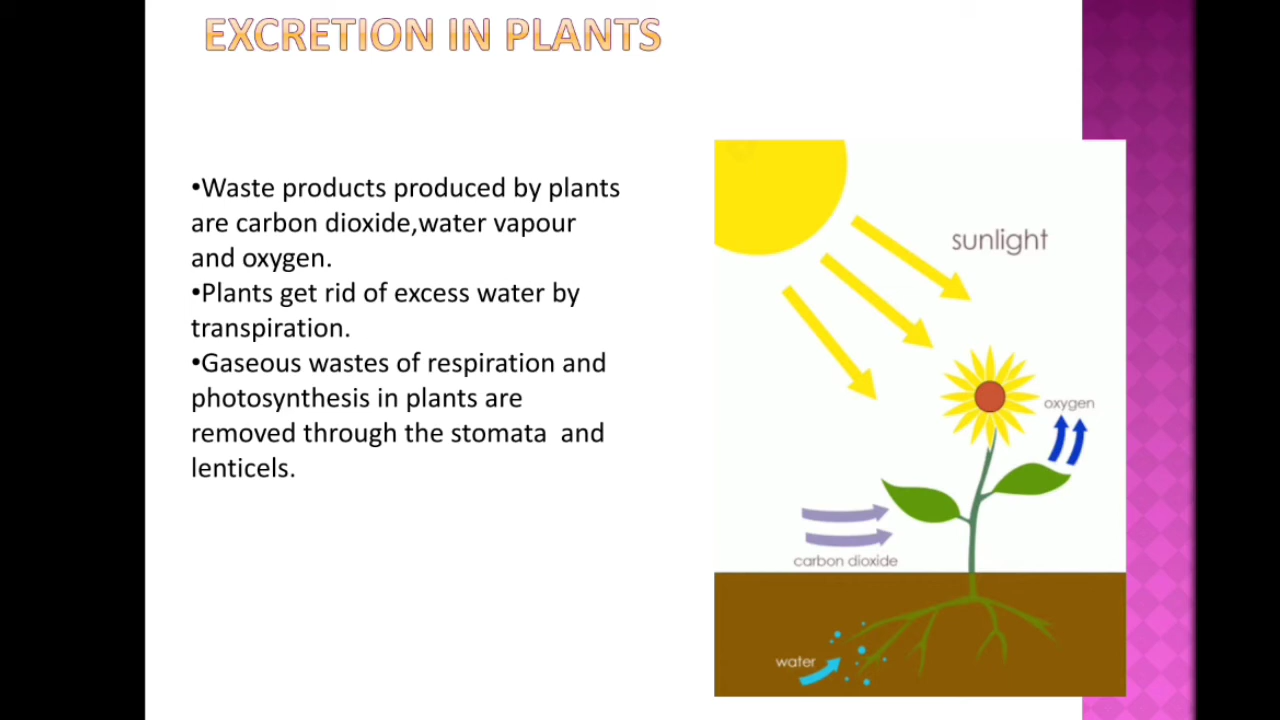 EXCRETION IN PLANTS
•Waste products produced by plants
are carbon dioxide,water vapour
and oxygen.
•Plants get rid of excess water by
transpiration.
•Gaseous wastes of respiration and
photosynthesis in plants are
removed through the stomata  and
lenticels.
sunlight
oxygen
carbon dioxide
water